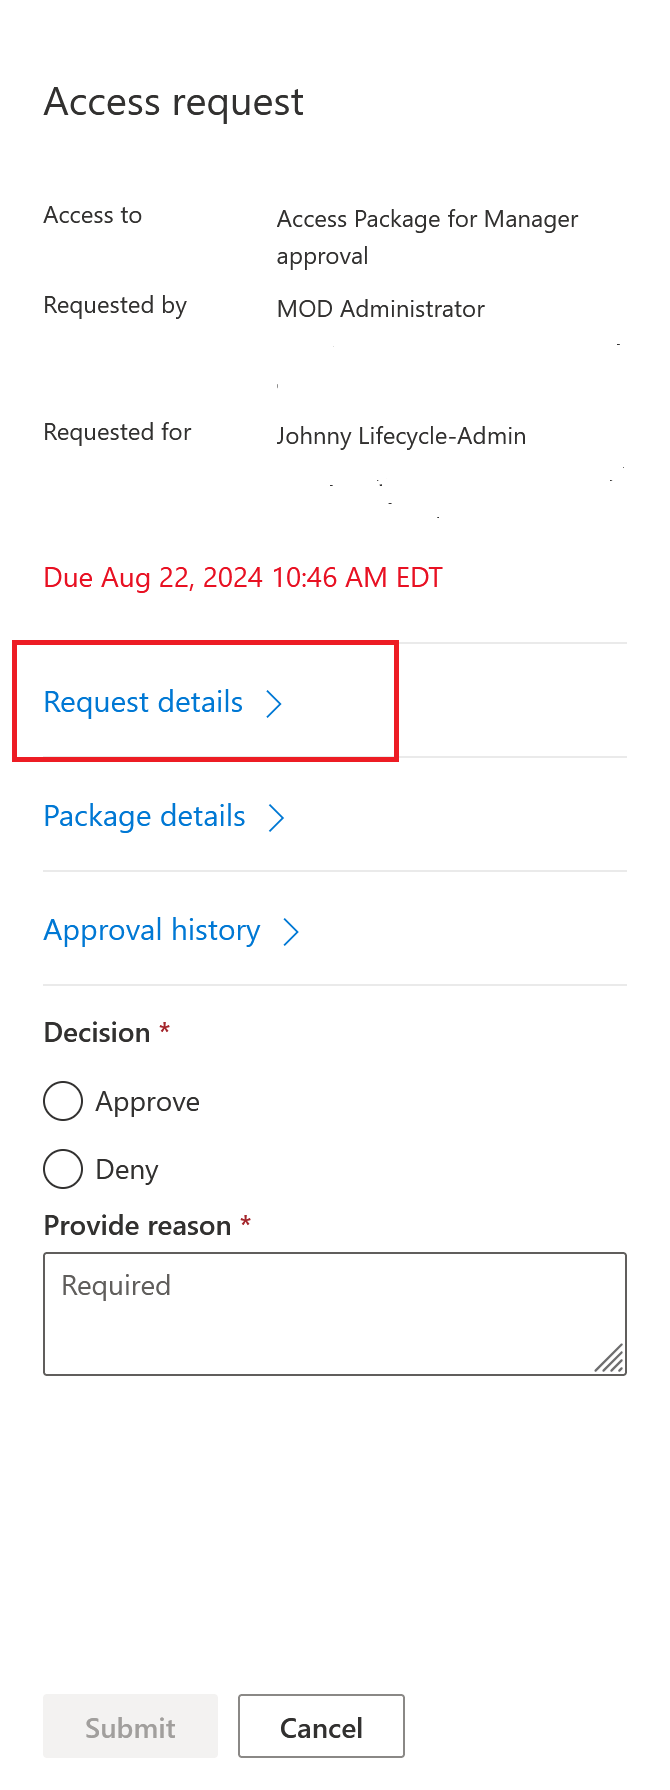 Access request
Access to
Access Package for Manager
approval
Requested by
MOD Administrator
Requested for
Johnny Lifecycle-Admin
Due Aug 22, 2024 10:46 AM EDT
Request details
Package details
Approval history
Decision *
Approve
Deny
Provide reason *
Required
Submit
Cancel